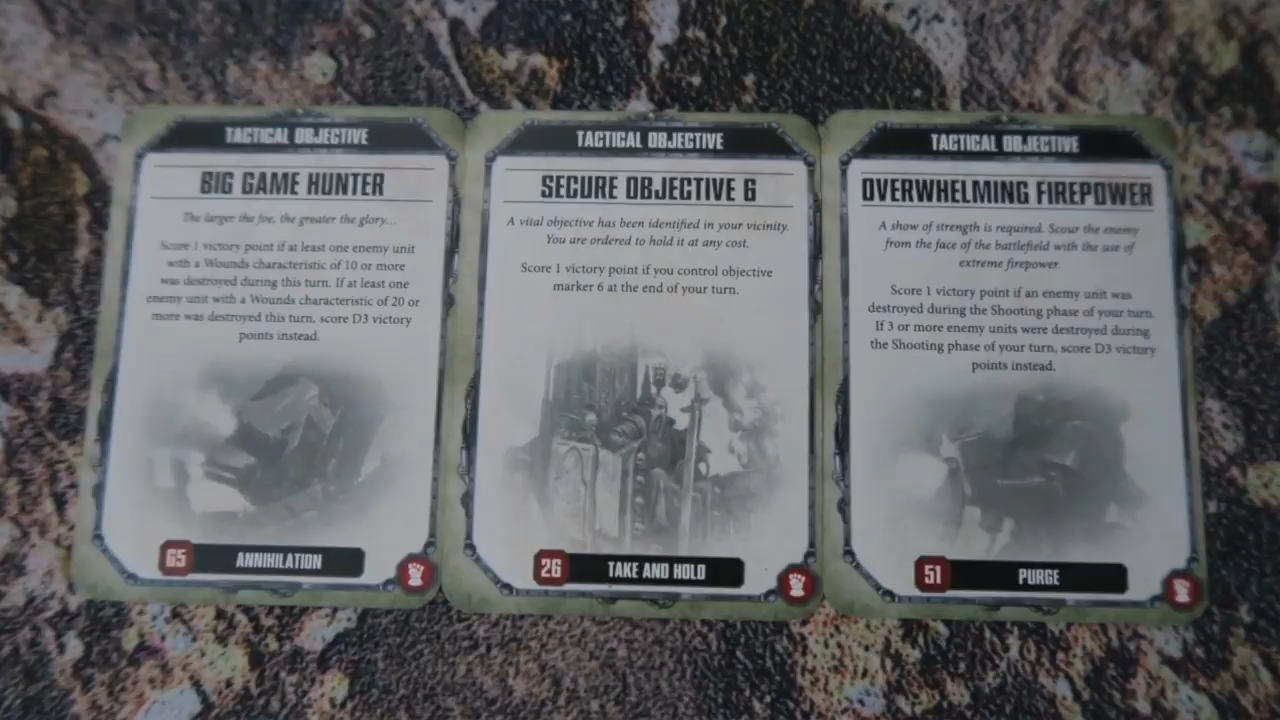 TACTICAL OBJECTIVE
BIG GAME HUNTER
The larger the foe, the greater the glory...
Score 1 victory point if at least one enemy unit
with a Wounds characteristic of 10 or more
was destroyed during this turn. If at least one
enemy unit with a Wounds characteristic of 20 or
more was destroyed this turn, score D3 victory
points instead.
65
ANNIHILATION
TACTICAL OBJECTIVE
SECURE OBJECTIVE 6
A vital objective has been identified in your vicinity.
You are ordered to hold it at any cost.
Score 1 victory point if you control objective
marker 6 at the end of your turn.
26
TAKE AND HOLD
TACTICAL OBJECTIVE
OVERWHELMING FIREPOWER
A show of strength is required. Scour the enemy
from the face of the battlefield with the use of
extreme firepower.
Score 1 victory point if an enemy unit was
destroyed during the Shooting phase of your turn.
If 3 or more enemy units were destroyed during
the Shooting phase of your turn, score D3 victory
points instead.
51
PURGE